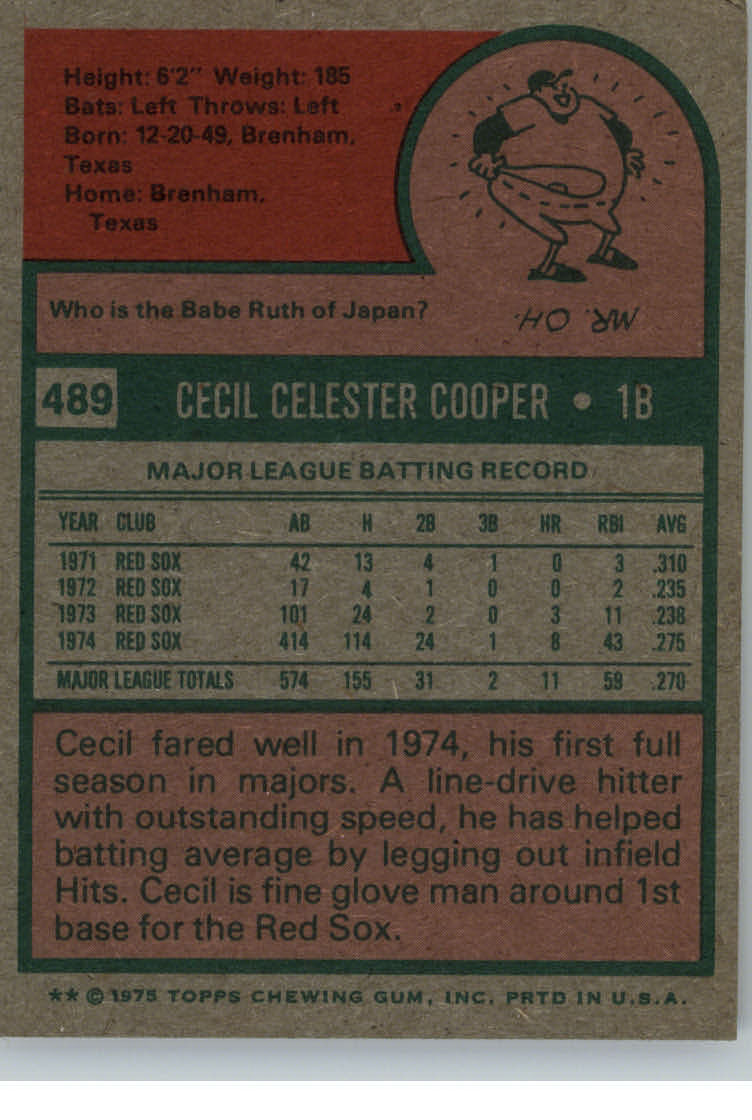 Height: 6'2" Weight: 185
Bats: Left Throws: Left
Born: 12-20-49, Brenham,
Texas
Home: Brenham,
Texas
Who is the Babe Ruth of Japan?
MR. OH.
489 CECIL CELESTER COOPER • 1B
MAJOR LEAGUE BATTING RECORD
YEAR CLUB AB H 2B 3B HR RBI AVG
1971 RED SOX 42 13 4 1 0 3 .310
1972 RED SOX 17 4 1 0 0 2 .235
1973 RED SOX 101 24 2 0 3 11 .238
1974 RED SOX 414 114 24 1 8 43 .275
MAJOR LEAGUE TOTALS 574 155 31 2 11 59 .270
Cecil fared well in 1974, his first full
season in majors. A line-drive hitter
with outstanding speed, he has helped
batting average by legging out infield
Hits. Cecil is fine glove man around 1st
base for the Red Sox.
** © 1975 TOPPS CHEWING GUM, INC. PRTD IN U.S.A.